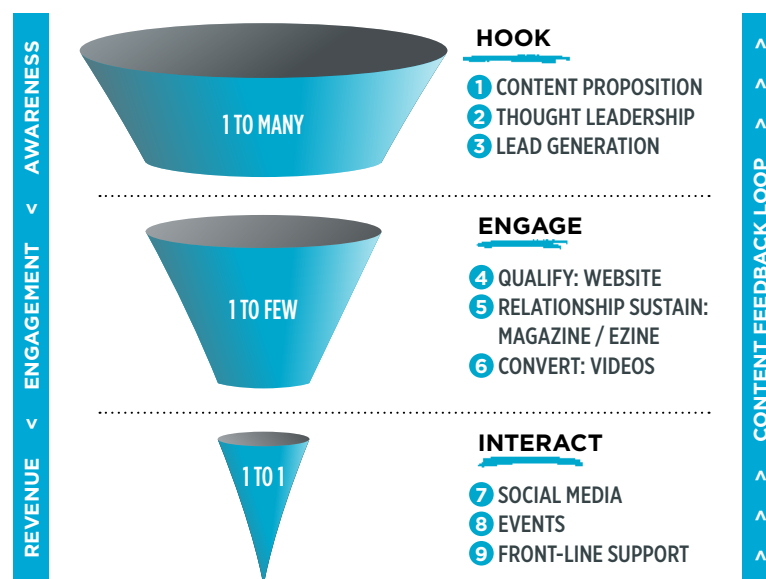 HOOK
1 CONTENT PROPOSITION
2 THOUGHT LEADERSHIP
3 LEAD GENERATION
1 TO MANY
ENGAGE
4 QUALIFY: WEBSITE
5 RELATIONSHIP SUSTAIN:
MAGAZINE / EZINE
6 CONVERT: VIDEOS
1 TO FEW
INTERACT
7 SOCIAL MEDIA
8 EVENTS
9 FRONT-LINE SUPPORT
1 TO 1
REVENUE < ENGAGEMENT < AWARENESS
> > > CONTENT FEEDBACK LOOP > > >